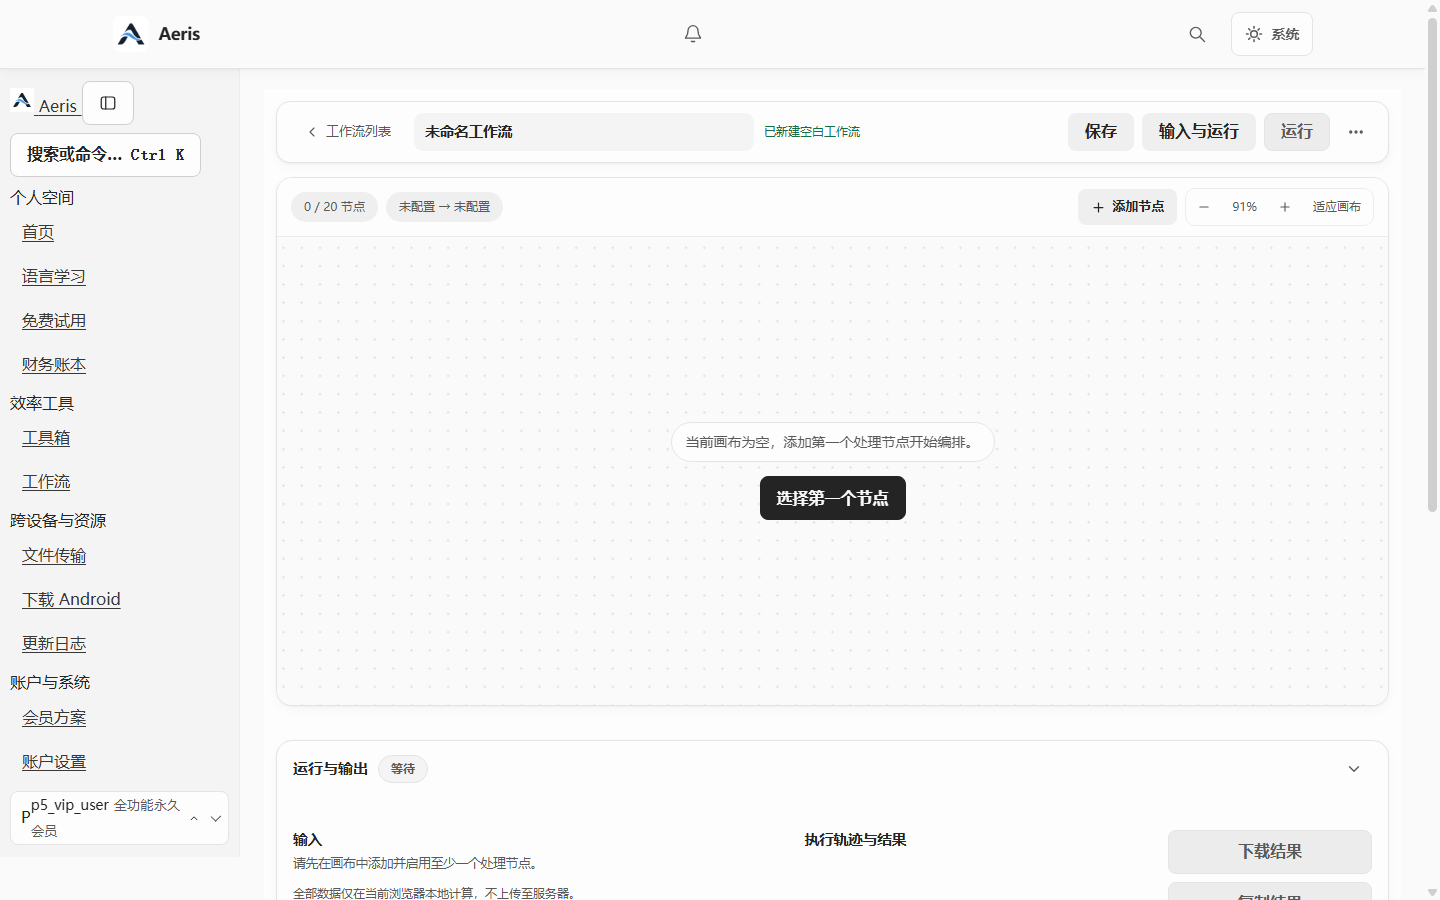 Aeris
系统
Aeris
搜索或命令... Ctrl K
个人空间
首页
语言学习
免费试用
财务账本
效率工具
工具箱
工作流
跨设备与资源
文件传输
下载 Android
更新日志
账户与系统
会员方案
账户设置
P
p5_vip_user 全功能永久
会员
工作流列表
未命名工作流
已新建空白工作流
保存
输入与运行
运行
0 / 20 节点
未配置 → 未配置
添加节点
91%
适应画布
当前画布为空，添加第一个处理节点开始编排。
选择第一个节点
运行与输出
等待
输入
请先在画布中添加并启用至少一个处理节点。
全部数据仅在当前浏览器本地计算，不上传至服务器。
执行轨迹与结果
下载结果
复制结果